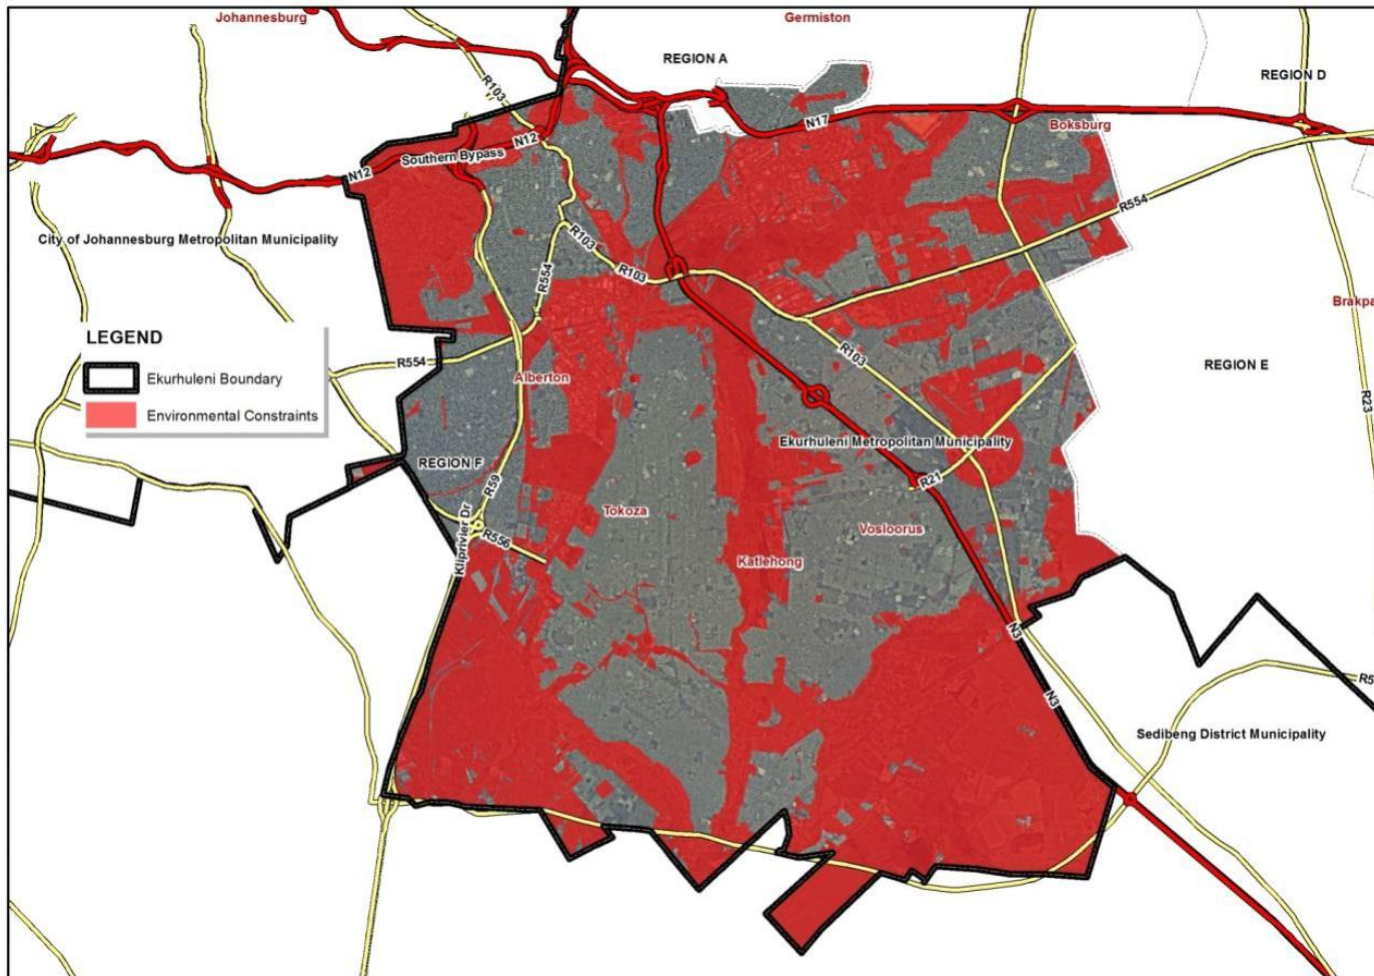 Johannesburg
Germiston
REGION A
REGION D
R103
N17
Boksburg
N12
Southern Bypass
N12
R554
City of Johannesburg Metropolitan Municipality
R103
R103
R554
Brakpa
LEGEND
Ekurhuleni Boundary
Environmental Constraints
R554
R103
REGION E
Alberton
R23
Ekurhuleni Metropolitan Municipality
REGION F
R59
R21
Tokoza
Vosloorus
Kliprivier Dr
R556
Katlehong
N3
N3
R5
Sedibeng District Municipality